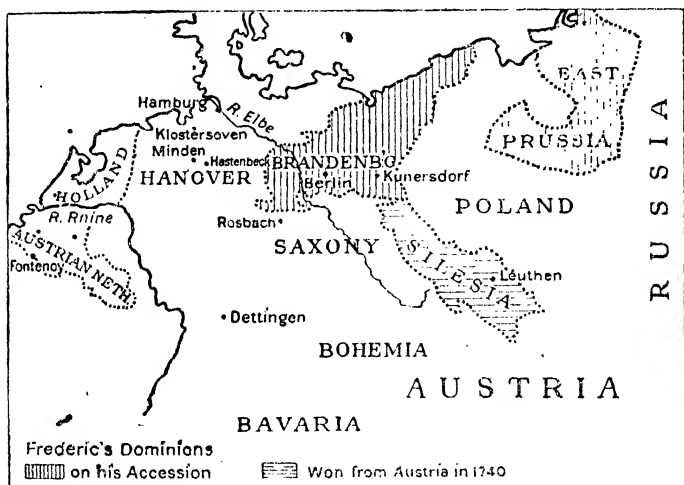 EAST
Hamburg
R. Elbe
Klostersoven
PRUSSIA
Minden
Hastenbeck
BRANDENBG
HOLLAND
HANOVER
Berlin
Kunersdorf
RUSSIA
R. Rnine
Rosbach
POLAND
AUSTRIAN NETH.
SAXONY
SILESIA
Fontenoy
Leuthen
Dettingen
BOHEMIA
AUSTRIA
BAVARIA
Frederic's Dominions
on his Accession
Won from Austria in 1740